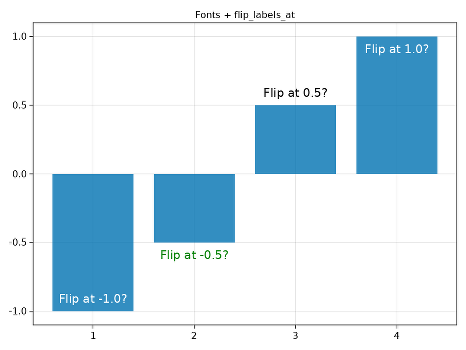 Fonts + flip_labels_at
1.0
Flip at 1.0?
Flip at 0.5?
0.5
0.0
-0.5
Flip at -0.5?
Flip at -1.0?
-1.0
1 2 3 4